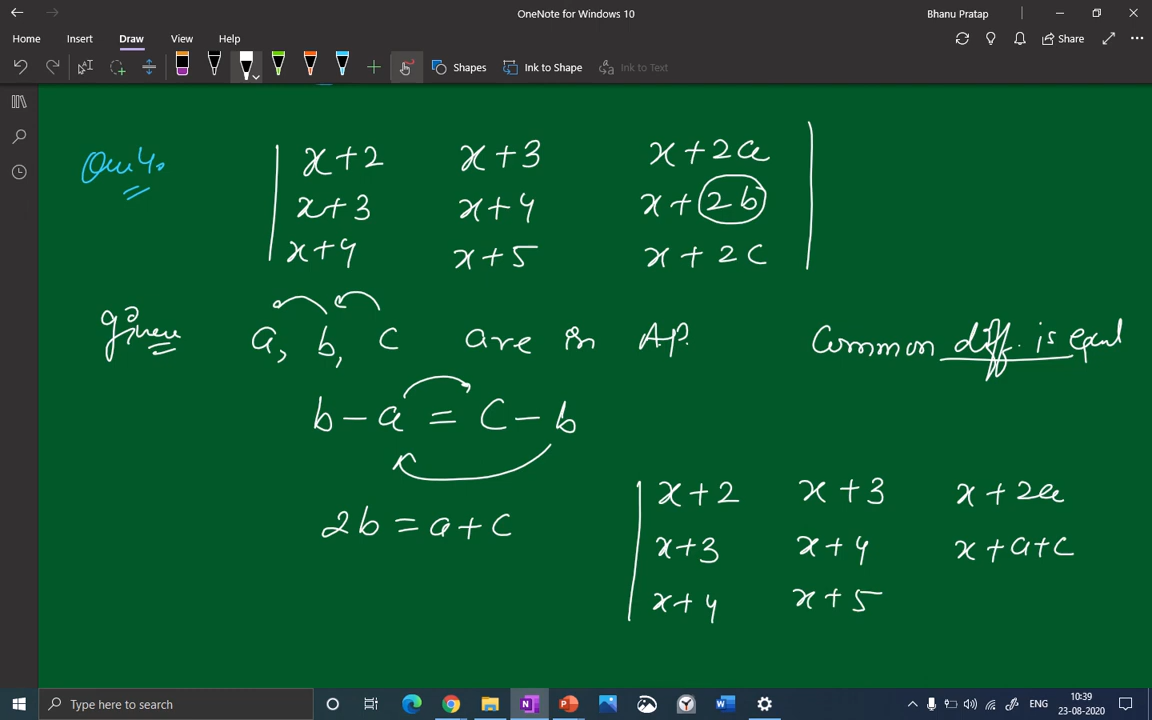 OneNote for Windows 10
Bhanu Pratap
Home Insert Draw View Help
Share
Shapes Ink to Shape Ink to Text
Que 4.
x+2 x+3 x+2a
x+3 x+4 x+2b
x+4 x+5 x+2c
given a, b, c are in AP. Common diff. is equal
b-a = c-b
2b = a+c
x+2 x+3 x+2a
x+3 x+4 x+a+c
x+4 x+5
Type here to search
ENG
10:39
23-08-2020